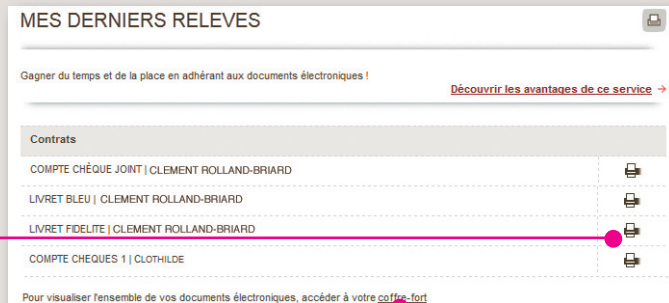 MES DERNIERS RELEVES
Gagner du temps et de la place en adhérant aux documents électroniques !
Découvrir les avantages de ce service →
Contrats
COMPTE CHÈQUE JOINT | CLEMENT ROLLAND-BRIARD
LIVRET BLEU | CLEMENT ROLLAND-BRIARD
LIVRET FIDELITE | CLEMENT ROLLAND-BRIARD
COMPTE CHEQUES 1 | CLOTHILDE
Pour visualiser l'ensemble de vos documents électroniques, accéder à votre coffre-fort